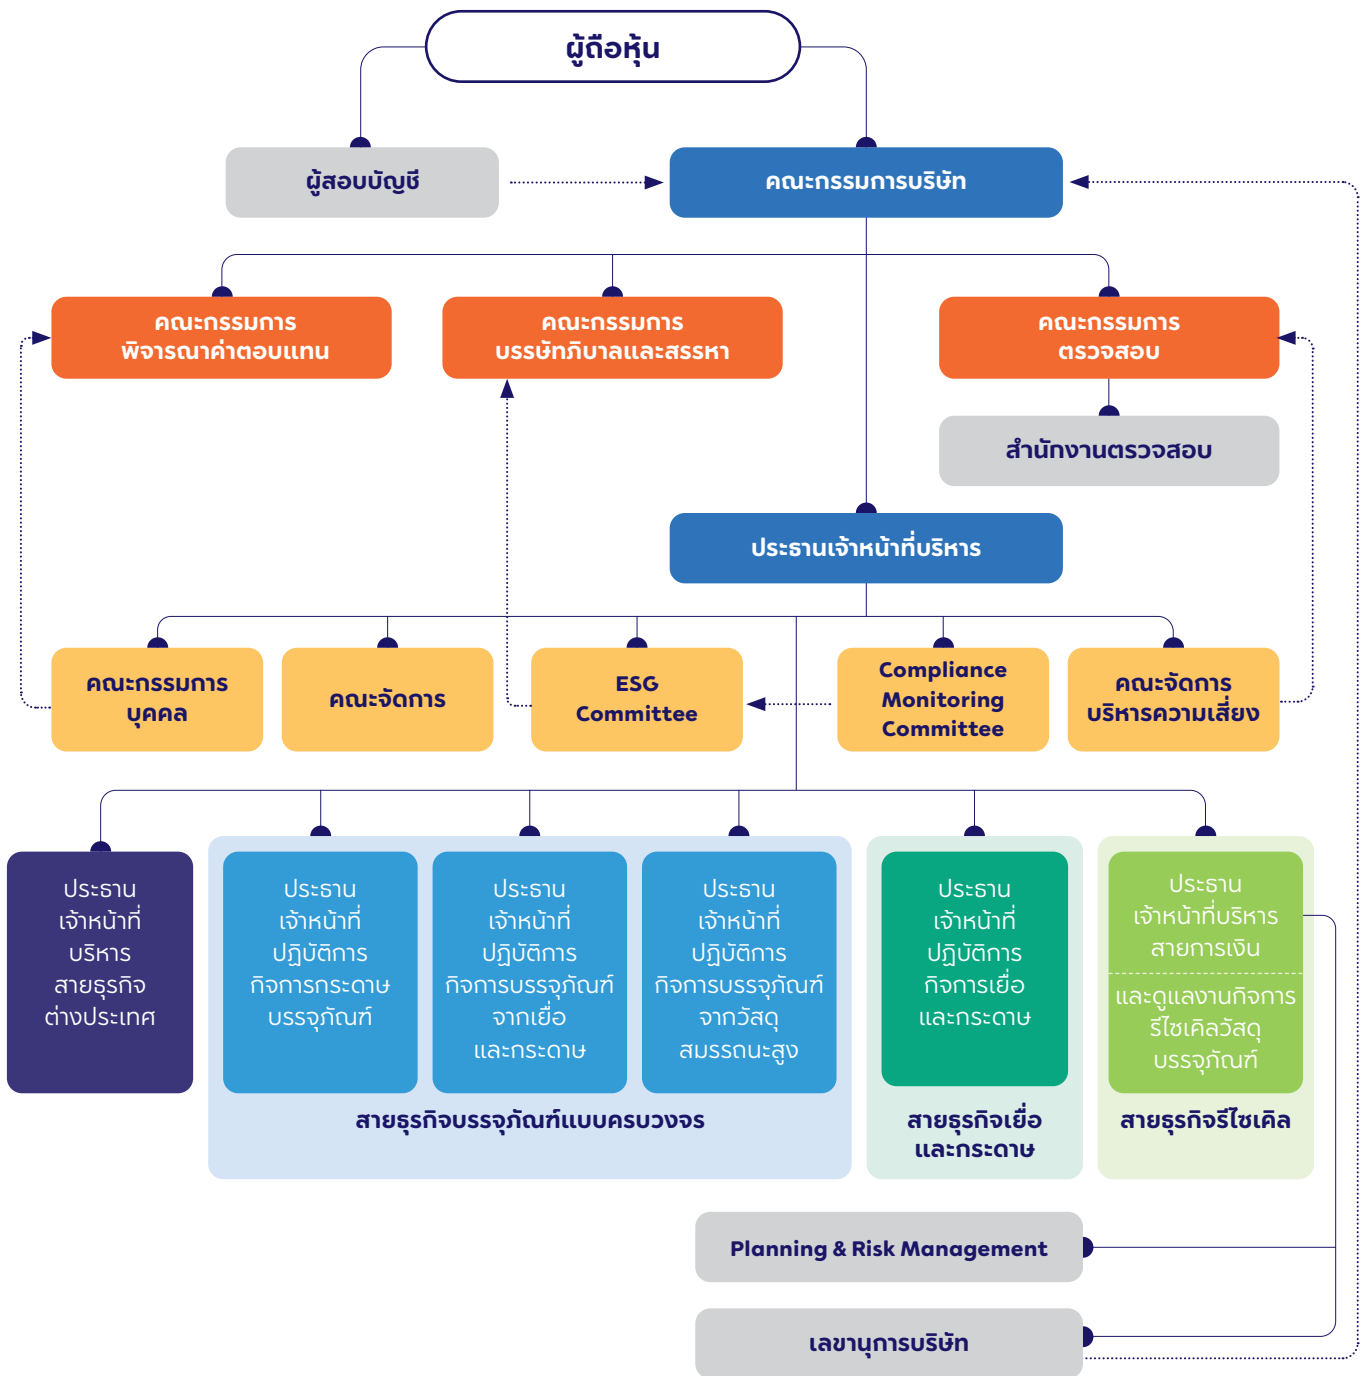 ผู้ถือหุ้น
ผู้สอบบัญชี
คณะกรรมการบริษัท
คณะกรรมการ
พิจารณาค่าตอบแทน
คณะกรรมการ
บรรษัทภิบาลและสรรหา
คณะกรรมการ
ตรวจสอบ
สำนักงานตรวจสอบ
ประธานเจ้าหน้าที่บริหาร
คณะกรรมการ
บุคคล
คณะจัดการ
ESG
Committee
Compliance
Monitoring
Committee
คณะจัดการ
บริหารความเสี่ยง
ประธาน
เจ้าหน้าที่
บริหาร
สายธุรกิจ
ต่างประเทศ
ประธาน
เจ้าหน้าที่
ปฏิบัติการ
กิจการกระดาษ
บรรจุภัณฑ์
ประธาน
เจ้าหน้าที่
ปฏิบัติการ
กิจการบรรจุภัณฑ์
จากเยื่อ
และกระดาษ
ประธาน
เจ้าหน้าที่
ปฏิบัติการ
กิจการบรรจุภัณฑ์
จากวัสดุ
สมรรถนะสูง
สายธุรกิจบรรจุภัณฑ์แบบครบวงจร
ประธาน
เจ้าหน้าที่
ปฏิบัติการ
กิจการเยื่อ
และกระดาษ
สายธุรกิจเยื่อ
และกระดาษ
ประธาน
เจ้าหน้าที่บริหาร
สายการเงิน
และดูแลงานกิจการ
รีไซเคิลวัสดุ
บรรจุภัณฑ์
สายธุรกิจรีไซเคิล
Planning & Risk Management
เลขานุการบริษัท